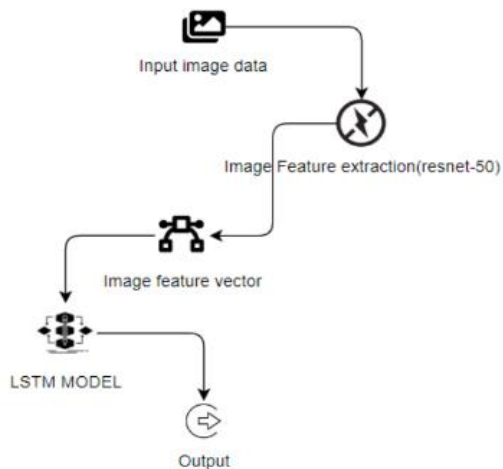 Input image data
Image Feature extraction(resnet-50)
Image feature vector
LSTM MODEL
Output